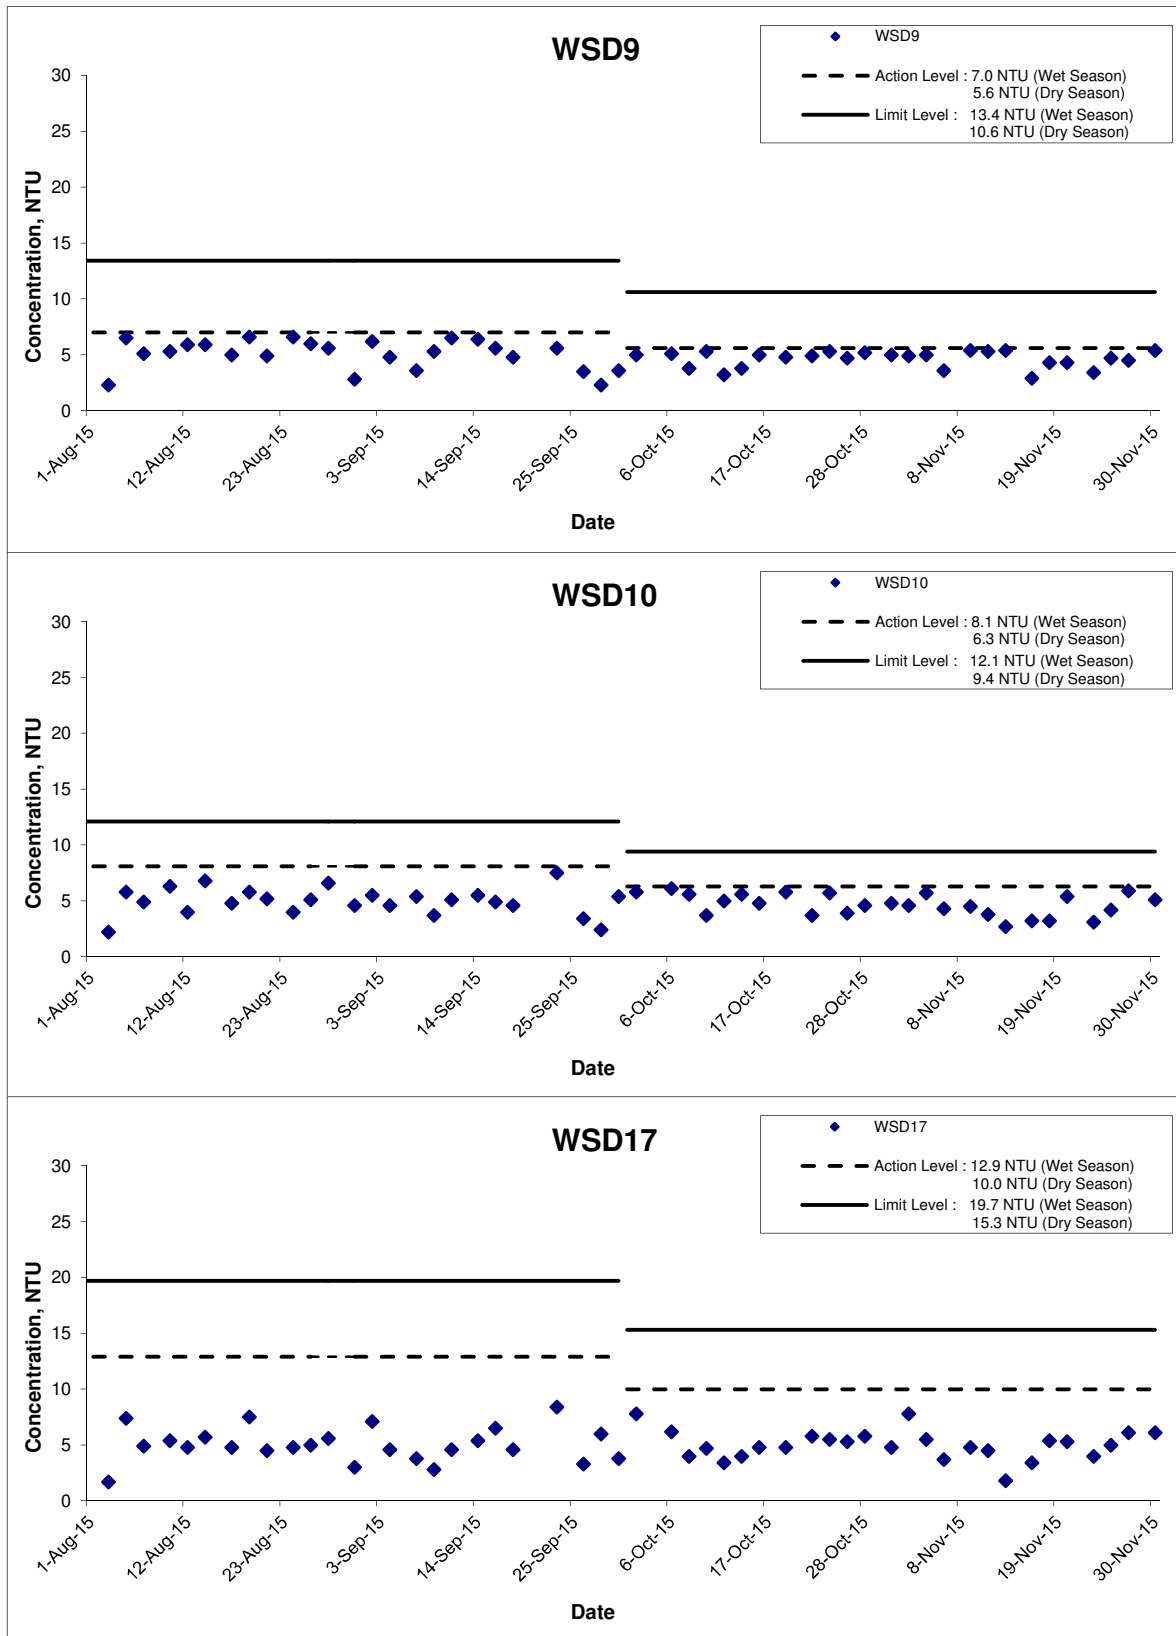 WSD9
WSD9
Action Level : 7.0 NTU (Wet Season)
5.6 NTU (Dry Season)
Limit Level : 13.4 NTU (Wet Season)
10.6 NTU (Dry Season)
Concentration, NTU
30
25
20
15
10
5
0
1-Aug-15
12-Aug-15
23-Aug-15
3-Sep-15
14-Sep-15
25-Sep-15
6-Oct-15
17-Oct-15
28-Oct-15
8-Nov-15
19-Nov-15
30-Nov-15
Date
WSD10
WSD10
Action Level : 8.1 NTU (Wet Season)
6.3 NTU (Dry Season)
Limit Level : 12.1 NTU (Wet Season)
9.4 NTU (Dry Season)
Concentration, NTU
30
25
20
15
10
5
0
1-Aug-15
12-Aug-15
23-Aug-15
3-Sep-15
14-Sep-15
25-Sep-15
6-Oct-15
17-Oct-15
28-Oct-15
8-Nov-15
19-Nov-15
30-Nov-15
Date
WSD17
WSD17
Action Level : 12.9 NTU (Wet Season)
10.0 NTU (Dry Season)
Limit Level : 19.7 NTU (Wet Season)
15.3 NTU (Dry Season)
Concentration, NTU
30
25
20
15
10
5
0
1-Aug-15
12-Aug-15
23-Aug-15
3-Sep-15
14-Sep-15
25-Sep-15
6-Oct-15
17-Oct-15
28-Oct-15
8-Nov-15
19-Nov-15
30-Nov-15
Date